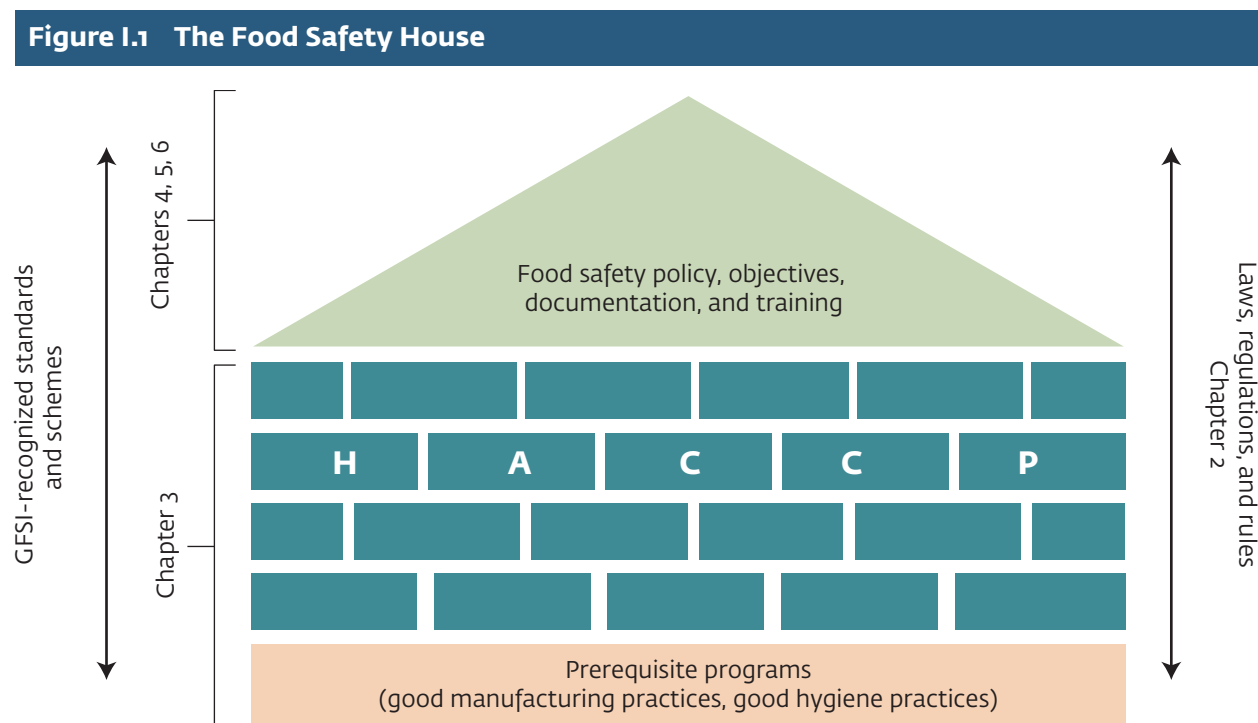 Figure I.1 The Food Safety House
Chapters 4, 5, 6
Food safety policy, objectives,
documentation, and training
GFSI-recognized standards
and schemes
Laws, regulations, and rules
Chapter 2
H A C C P
Chapter 3
Prerequisite programs
(good manufacturing practices, good hygiene practices)